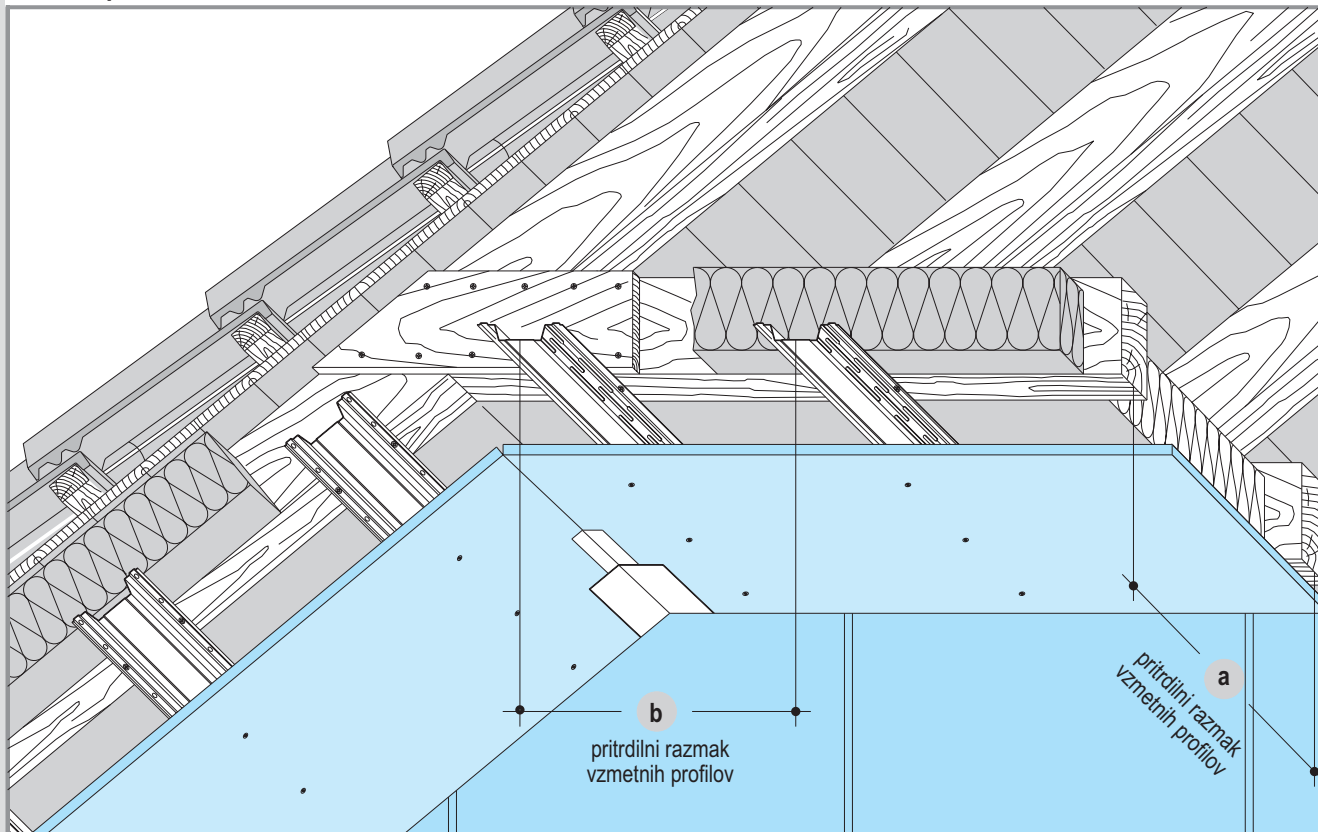 b
pritrdilni razmak
vzmetnih profilov
a
pritrdilni razmak
vzmetnih profilov